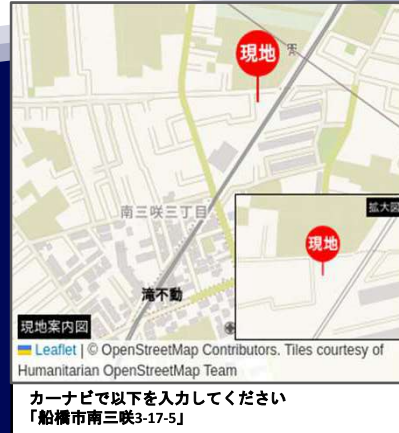 現地
南三咲三丁目
拡大図
現地
滝不動
現地案内図
Leaflet | © OpenStreetMap Contributors. Tiles courtesy of
Humanitarian OpenStreetMap Team
カーナビで以下を入力してください
「船橋市南三咲3-17-5」